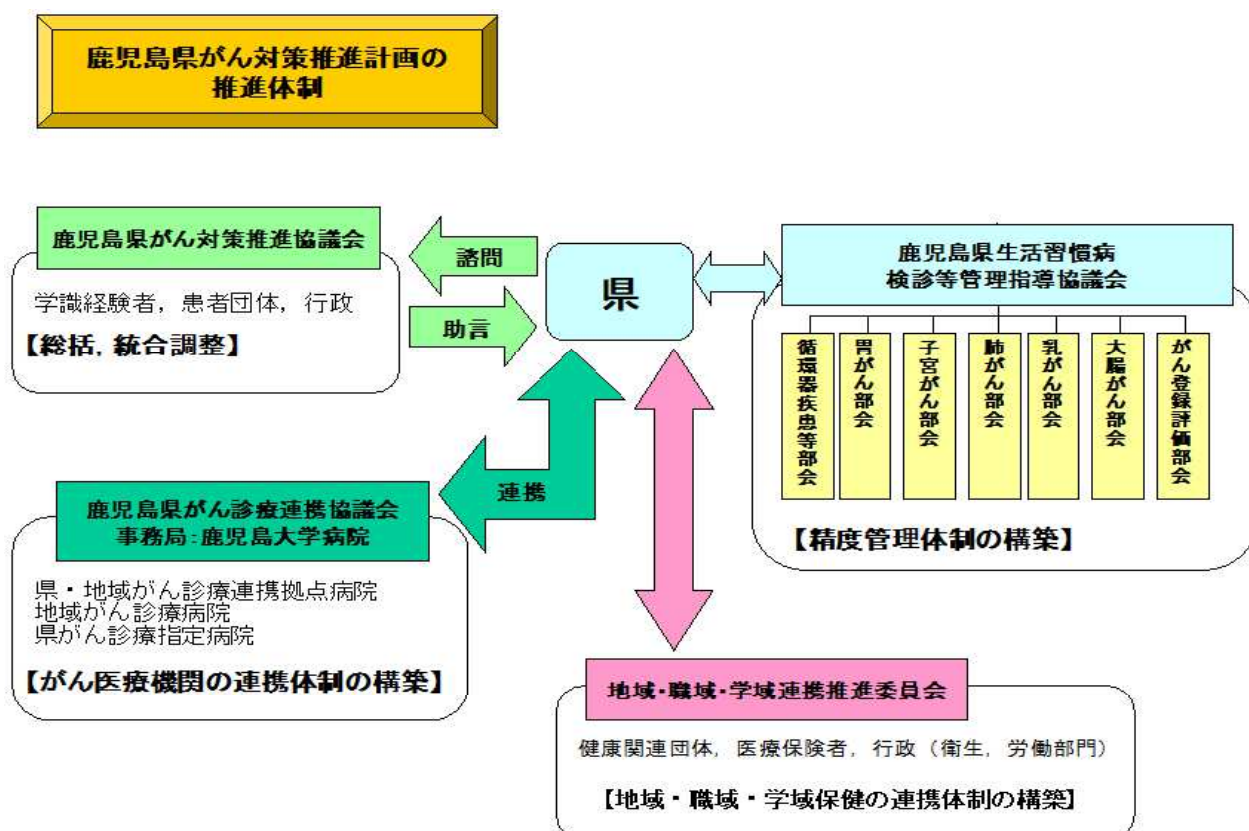 鹿児島県がん対策推進計画の
推進体制
鹿児島県がん対策推進協議会
学識経験者，患者団体，行政
【総括，統合調整】
諮問
助言
県
鹿児島県生活習慣病
検診等管理指導協議会
循環器疾患等部会
胃がん部会
子宮がん部会
肺がん部会
乳がん部会
大腸がん部会
がん登録評価部会
【精度管理体制の構築】
連携
鹿児島県がん診療連携協議会
事務局：鹿児島大学病院
県・地域がん診療連携拠点病院
地域がん診療病院
県がん診療指定病院
【がん医療機関の連携体制の構築】
地域・職域・学域連携推進委員会
健康関連団体，医療保険者，行政（衛生，労働部門）
【地域・職域・学域保健の連携体制の構築】